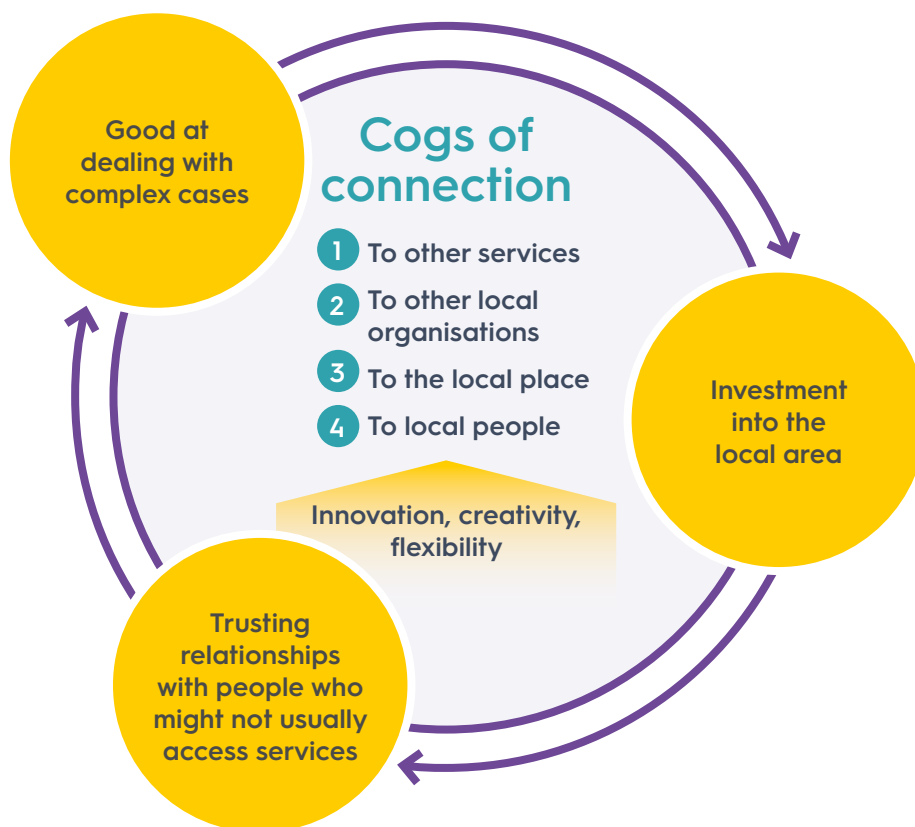 Good at
dealing with
complex cases
Cogs of
connection
1 To other services
2 To other local
organisations
3 To the local place
4 To local people
Innovation, creativity,
flexibility
Investment
into the
local area
Trusting
relationships
with people who
might not usually
access services